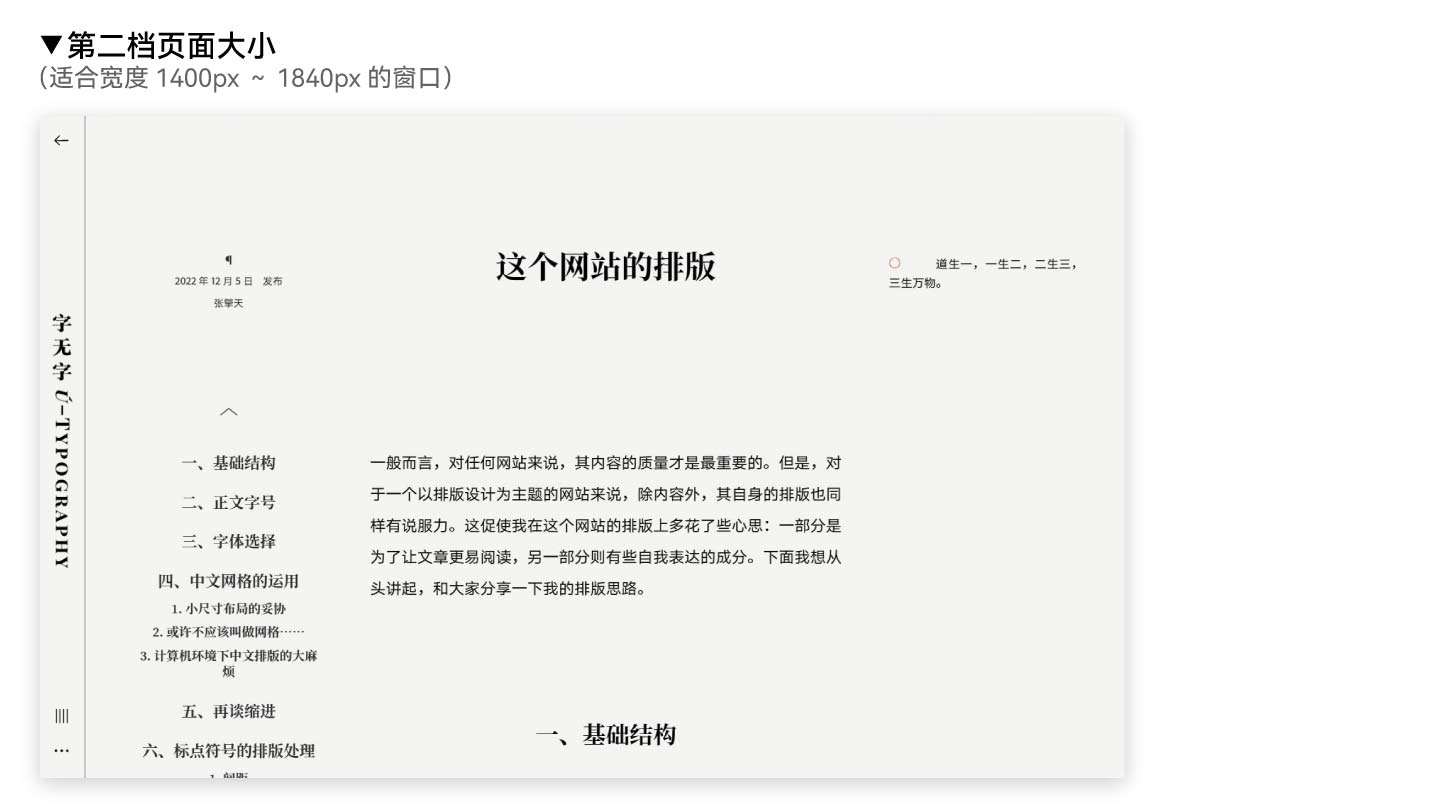 ▼第二档页面大小
（适合宽度 1400px ~ 1840px 的窗口）
←
字无字 Ú–TYPOGRAPHY
¶
2022 年 12 月 5 日 发布
张擎天
这个网站的排版
○ 道生一，一生二，二生三，
三生万物。
一、基础结构
二、正文字号
三、字体选择
四、中文网格的运用
1. 小尺寸布局的妥协
2. 或许不应该叫做网格……
3. 计算机环境下中文排版的大麻
烦
五、再谈缩进
六、标点符号的排版处理
1. 间距
一般而言，对任何网站来说，其内容的质量才是最重要的。但是，对
于一个以排版设计为主题的网站来说，除内容外，其自身的排版也同
样有说服力。这促使我在这个网站的排版上多花了些心思：一部分是
为了让文章更易阅读，另一部分则有些自我表达的成分。下面我想从
头讲起，和大家分享一下我的排版思路。
一、基础结构